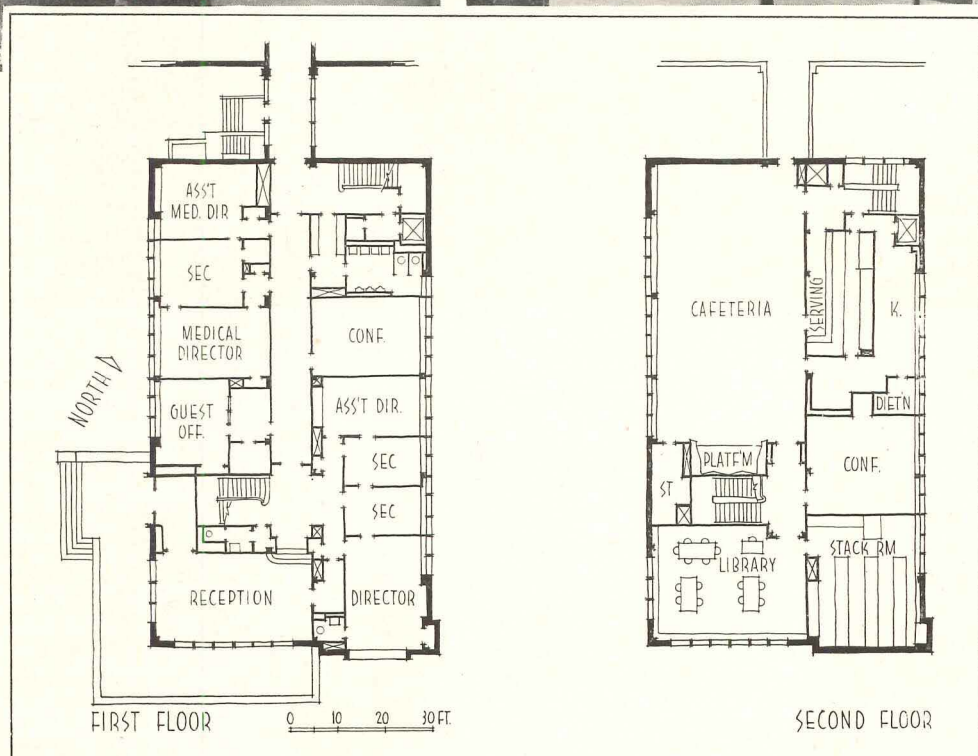 ASS'T
MED. DIR
SEC
MEDICAL
DIRECTOR
GUEST
OFF.
CONF.
ASS'T DIR.
SEC
SEC
RECEPTION
DIRECTOR
NORTH
FIRST FLOOR
0 10 20 30 FT.
CAFETERIA
SERVING
K.
DIET'N
PLATF'M
ST
CONF.
LIBRARY
STACK RM
SECOND FLOOR